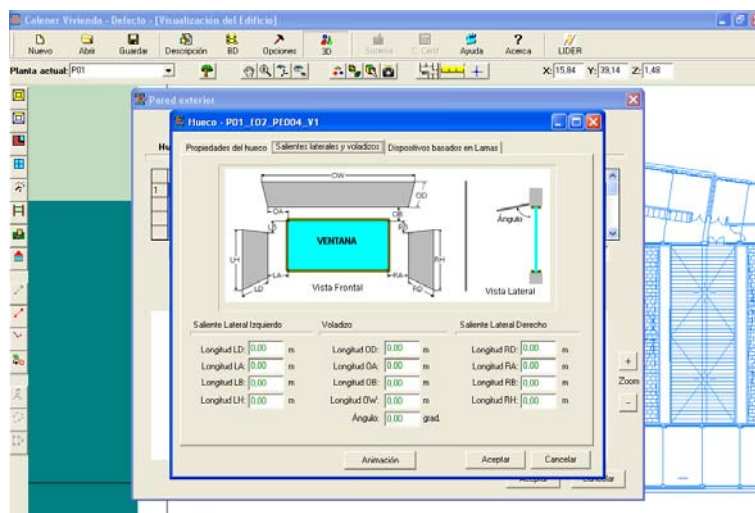 Calener Vivienda - Defecto - [Visualización del Edificio]
Nuevo Abrir Guardar Descripción BD Opciones 3D Sistema C. Certif Ayuda Acerca LIDER
Planta actual: P01 X: 15,84 Y: 39,14 Z: 1,48
Pared exterior
Hueco - P01_E02_PE004_V1
Hu
Propiedades del hueco Salientes laterales y voladizos Dispositivos basados en Lamas
1
OW
OD
OA OB
LD RD
VENTANA
Ángulo
LH RH
LA RA
LD RD
Vista Frontal
Vista Lateral
Saliente Lateral Izquierdo Voladizo Saliente Lateral Derecho
Longitud LD: 0,00 m Longitud OD: 0,00 m Longitud RD: 0,00 m
Longitud LA: 0,00 m Longitud OA: 0,00 m Longitud RA: 0,00 m
Longitud LB: 0,00 m Longitud OB: 0,00 m Longitud RB: 0,00 m
Longitud LH: 0,00 m Longitud OW: 0,00 m Longitud RH: 0,00 m
Ángulo: 0,00 grad.
+
Zoom
-
Animación Aceptar Cancelar
Aceptar Cancelar